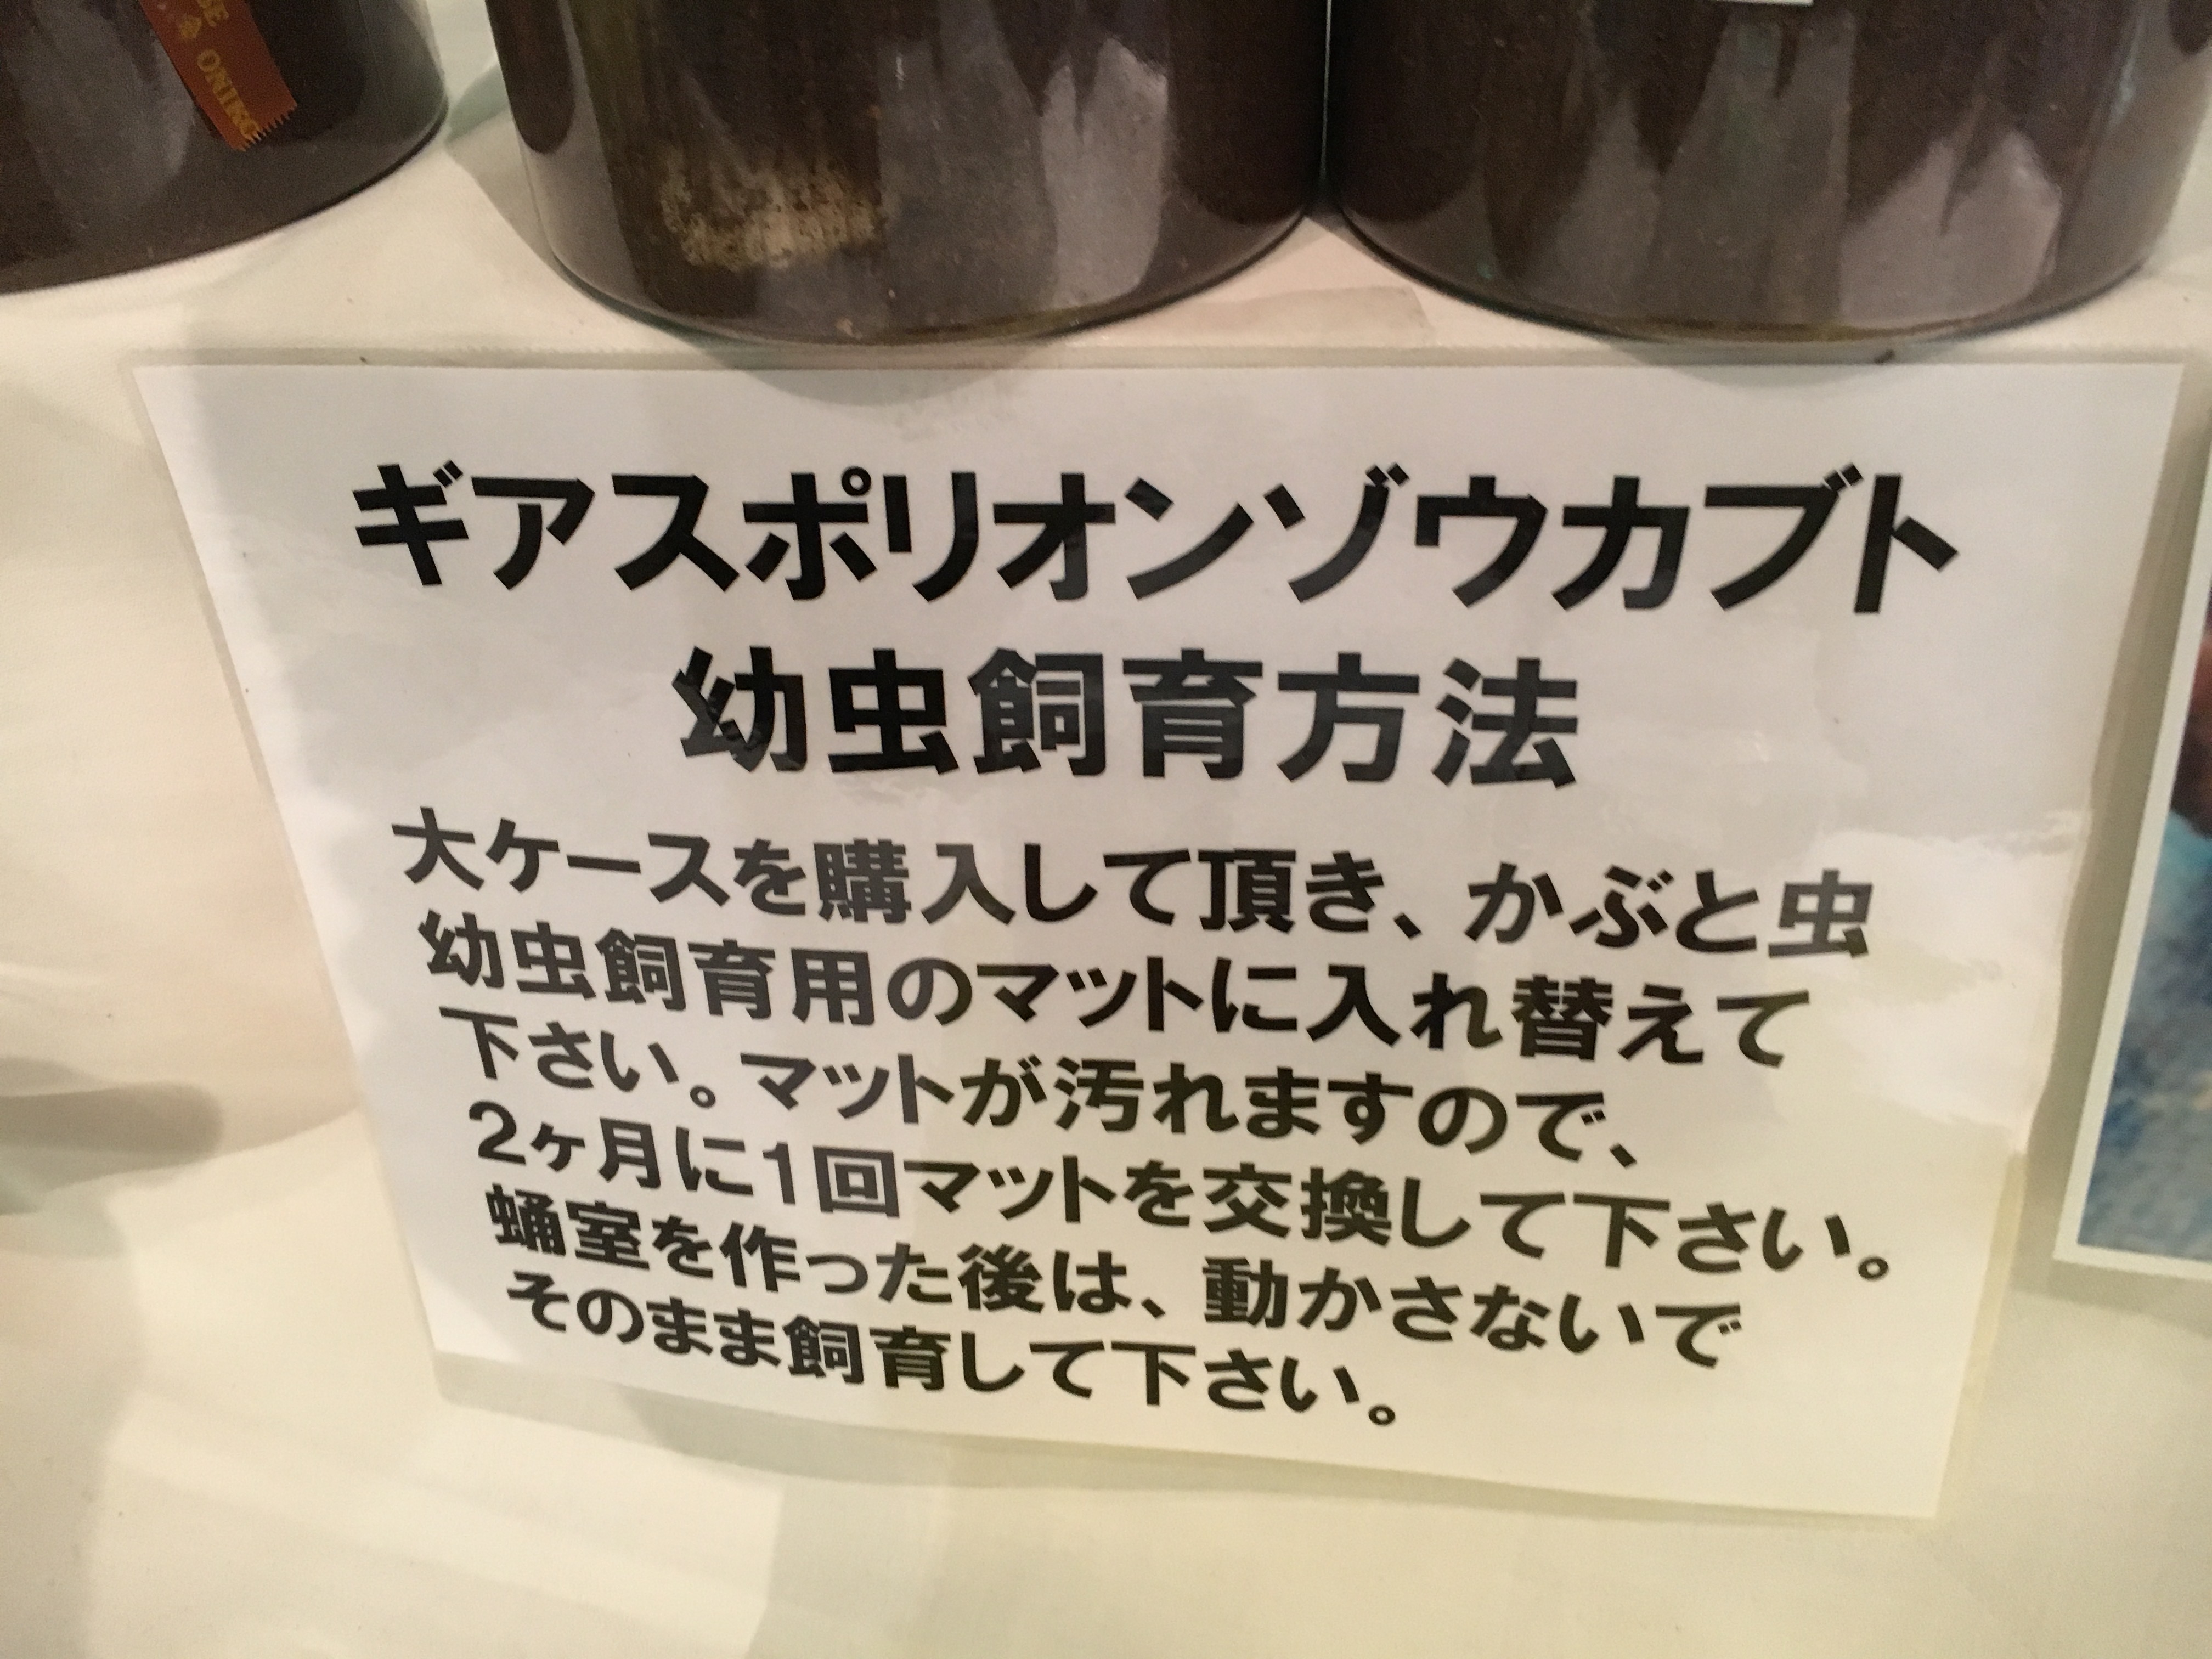 ONIKO
ギアスポリオンゾウカブト
幼虫飼育方法
大ケースを購入して頂き、かぶと虫
幼虫飼育用のマットに入れ替えて
下さい。マットが汚れますので、
2ヶ月に1回マットを交換して下さい。
蛹室を作った後は、動かさないで
そのまま飼育して下さい。